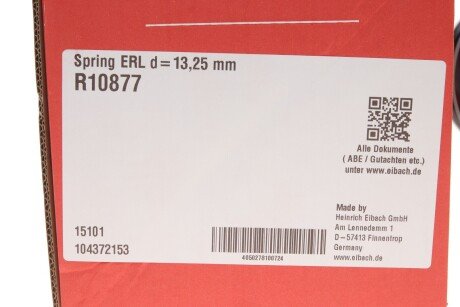 Spring ERL d=13,25 mm
R10877
Alle Dokumente
( ABE / Gutachten etc.)
unter www.eibach.de
Made by
Heinrich Eibach GmbH
Am Lennedamm 1
D-57413 Finnentrop
Germany
www.eibach.de
15101
104372153
4050278100724